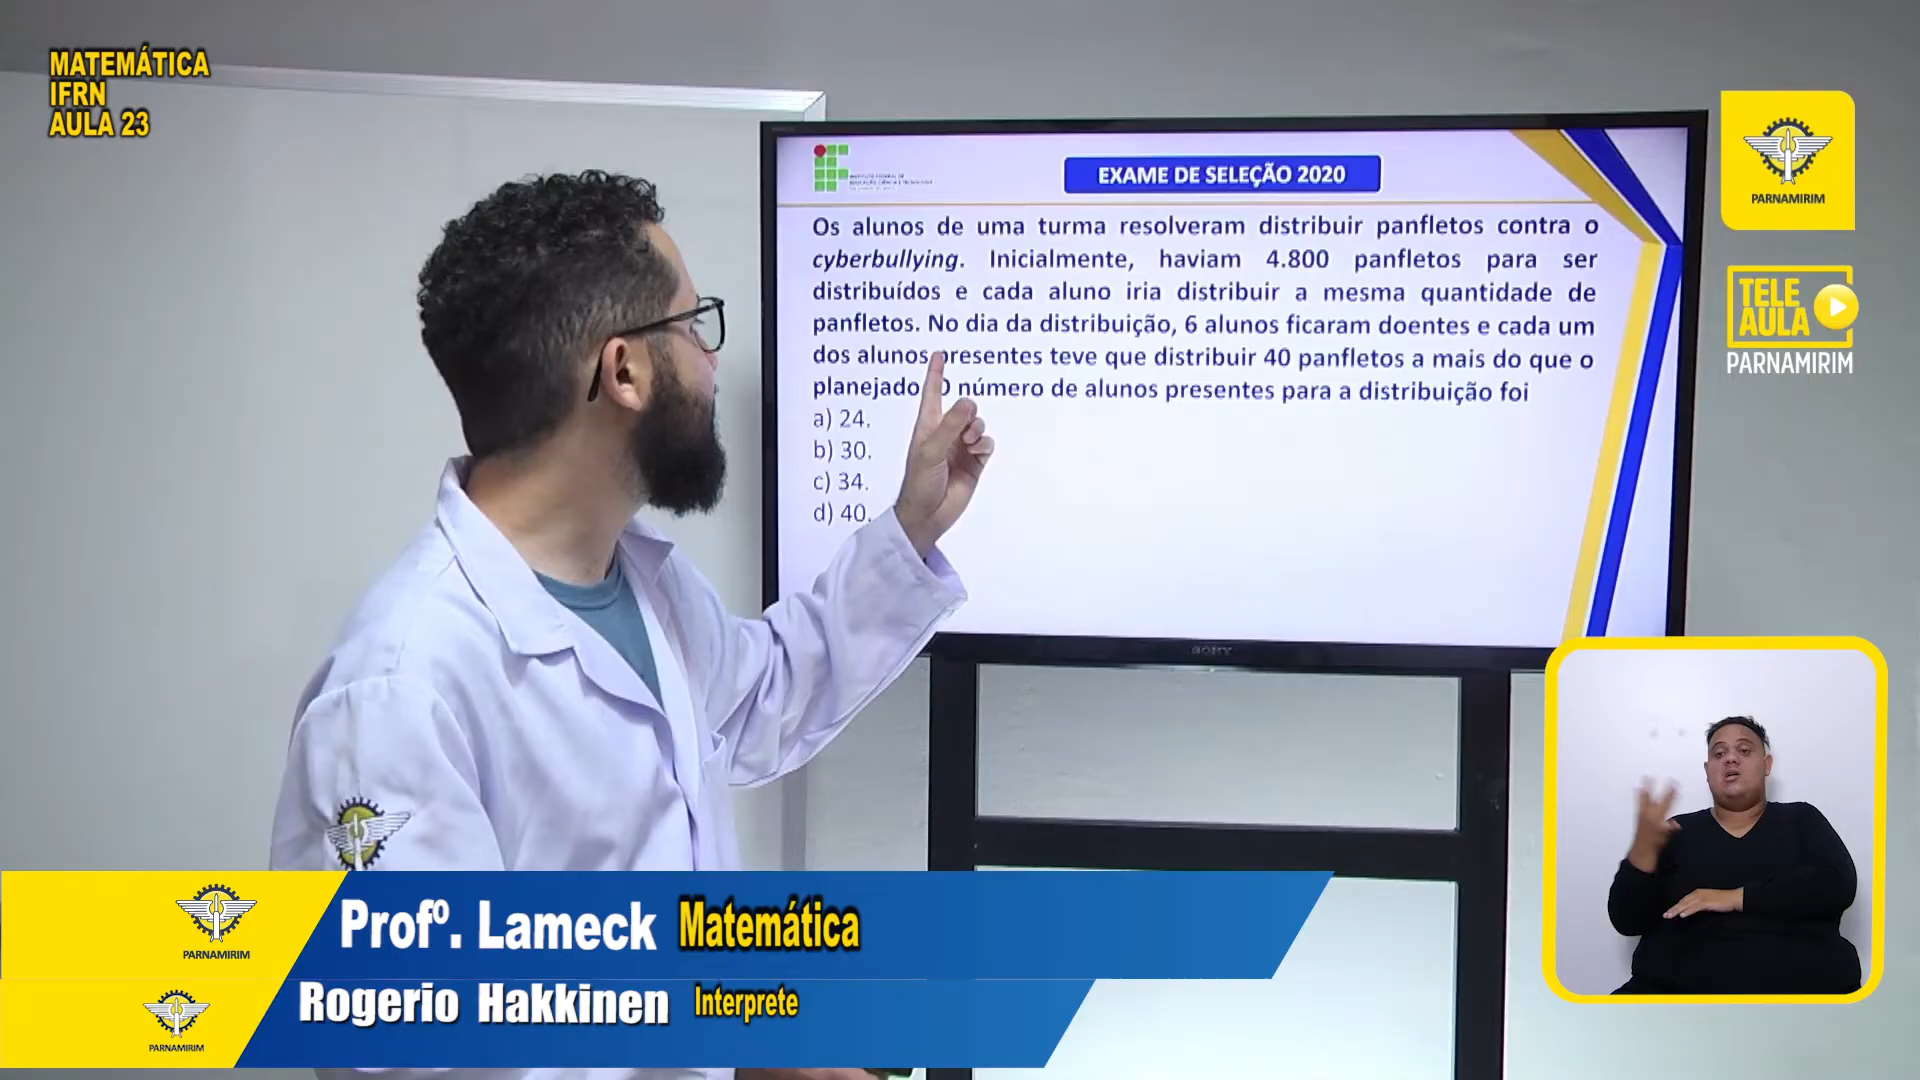 MATEMÁTICA
IFRN
AULA 23
EXAME DE SELEÇÃO 2020
Os alunos de uma turma resolveram distribuir panfletos contra o
cyberbullying. Inicialmente, haviam 4.800 panfletos para ser
distribuídos e cada aluno iria distribuir a mesma quantidade de
panfletos. No dia da distribuição, 6 alunos ficaram doentes e cada um
dos alunos presentes teve que distribuir 40 panfletos a mais do que o
planejado. O número de alunos presentes para a distribuição foi
a) 24.
b) 30.
c) 34.
d) 40.
SONY
PARNAMIRIM
TELE
AULA
PARNAMIRIM
PARNAMIRIM
Profº. Lameck Matemática
PARNAMIRIM
Rogerio Hakkinen Interprete